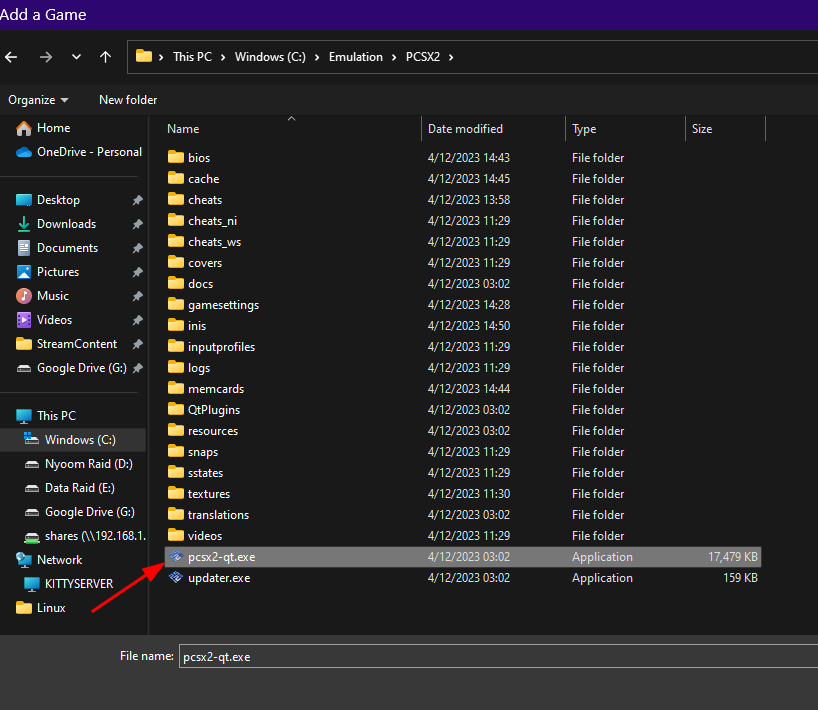 Add a Game
This PC > Windows (C:) > Emulation > PCSX2 >
Organize New folder
Name Date modified Type Size
Home
OneDrive - Personal
Desktop
Downloads
Documents
Pictures
Music
Videos
StreamContent
Google Drive (G:)
This PC
Windows (C:)
Nyoom Raid (D:)
Data Raid (E:)
Google Drive (G:)
shares (\\192.168.1.
Network
KITTYSERVER
Linux
bios 4/12/2023 14:43 File folder
cache 4/12/2023 14:45 File folder
cheats 4/12/2023 13:58 File folder
cheats_ni 4/12/2023 11:29 File folder
cheats_ws 4/12/2023 11:29 File folder
covers 4/12/2023 11:29 File folder
docs 4/12/2023 03:02 File folder
gamesettings 4/12/2023 14:28 File folder
inis 4/12/2023 14:50 File folder
inputprofiles 4/12/2023 11:29 File folder
logs 4/12/2023 11:29 File folder
memcards 4/12/2023 14:44 File folder
QtPlugins 4/12/2023 03:02 File folder
resources 4/12/2023 03:02 File folder
snaps 4/12/2023 11:29 File folder
sstates 4/12/2023 11:29 File folder
textures 4/12/2023 11:30 File folder
translations 4/12/2023 03:02 File folder
videos 4/12/2023 11:29 File folder
pcsx2-qt.exe 4/12/2023 03:02 Application 17,479 KB
updater.exe 4/12/2023 03:02 Application 159 KB
File name: pcsx2-qt.exe